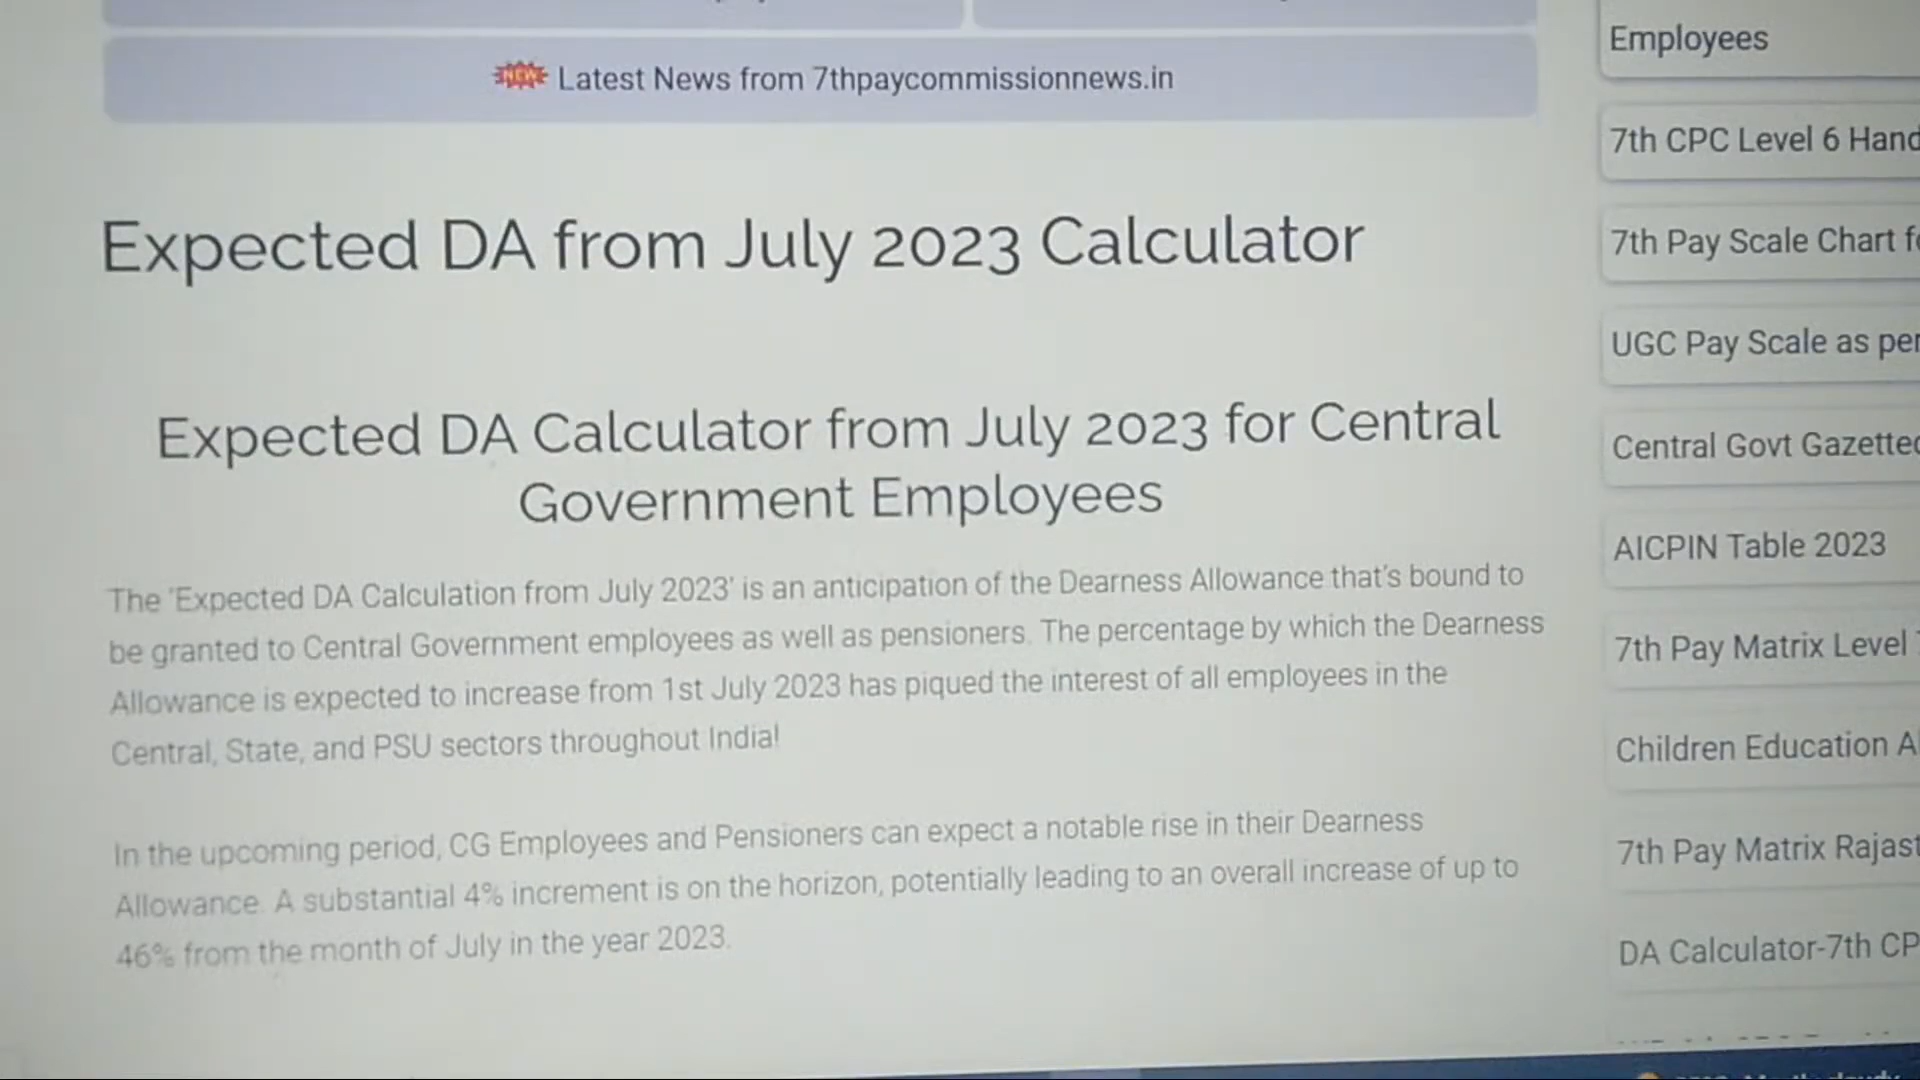 NEW Latest News from 7thpaycommissionnews.in
Expected DA from July 2023 Calculator
Expected DA Calculator from July 2023 for Central
Government Employees
The 'Expected DA Calculation from July 2023' is an anticipation of the Dearness Allowance that's bound to
be granted to Central Government employees as well as pensioners. The percentage by which the Dearness
Allowance is expected to increase from 1st July 2023 has piqued the interest of all employees in the
Central, State, and PSU sectors throughout India!
In the upcoming period, CG Employees and Pensioners can expect a notable rise in their Dearness
Allowance. A substantial 4% increment is on the horizon, potentially leading to an overall increase of up to
46% from the month of July in the year 2023.
Employees
7th CPC Level 6 Hand
7th Pay Scale Chart fo
UGC Pay Scale as per
Central Govt Gazetted
AICPIN Table 2023
7th Pay Matrix Level
Children Education Al
7th Pay Matrix Rajast
DA Calculator-7th CP